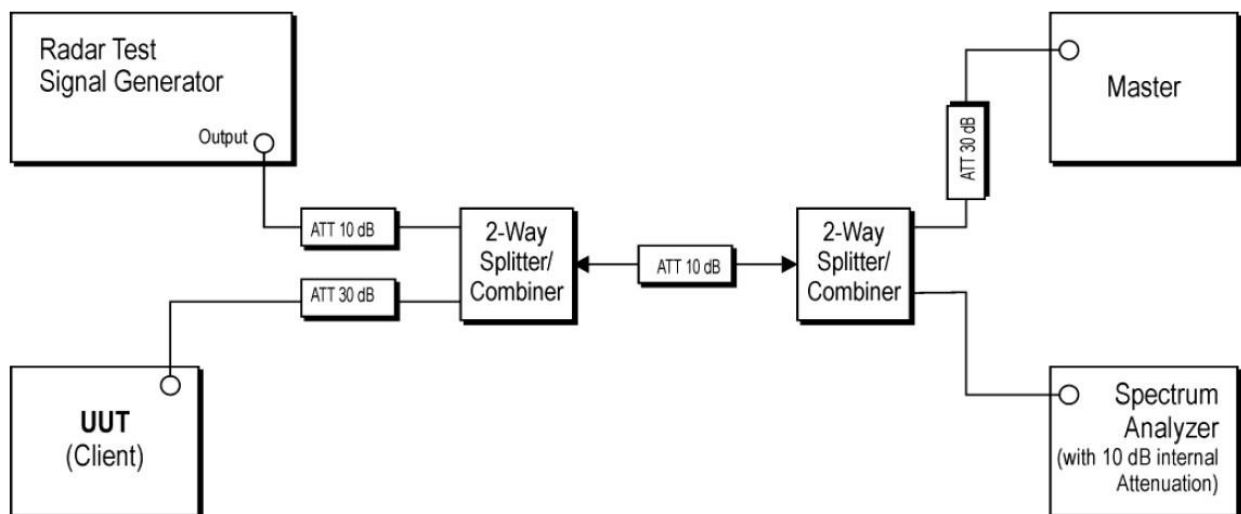 Radar Test
Signal Generator
Output
ATT 10 dB
ATT 30 dB
2-Way
Splitter/
Combiner
ATT 10 dB
2-Way
Splitter/
Combiner
ATT 30 dB
Master
UUT
(Client)
Spectrum
Analyzer
(with 10 dB internal
Attenuation)